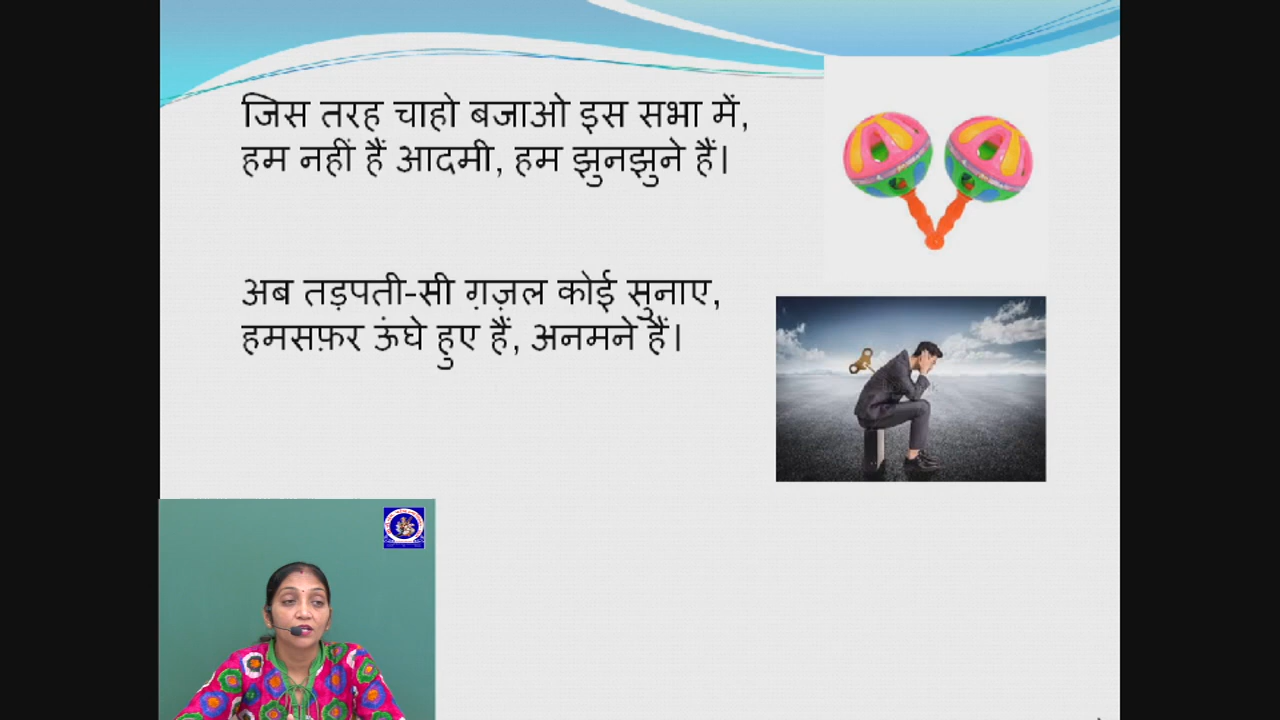 जिस तरह चाहो बजाओ इस सभा में,
हम नहीं हैं आदमी, हम झुनझुने हैं।
अब तड़पती-सी ग़ज़ल कोई सुनाए,
हमसफ़र ऊंघे हुए हैं, अनमने हैं।